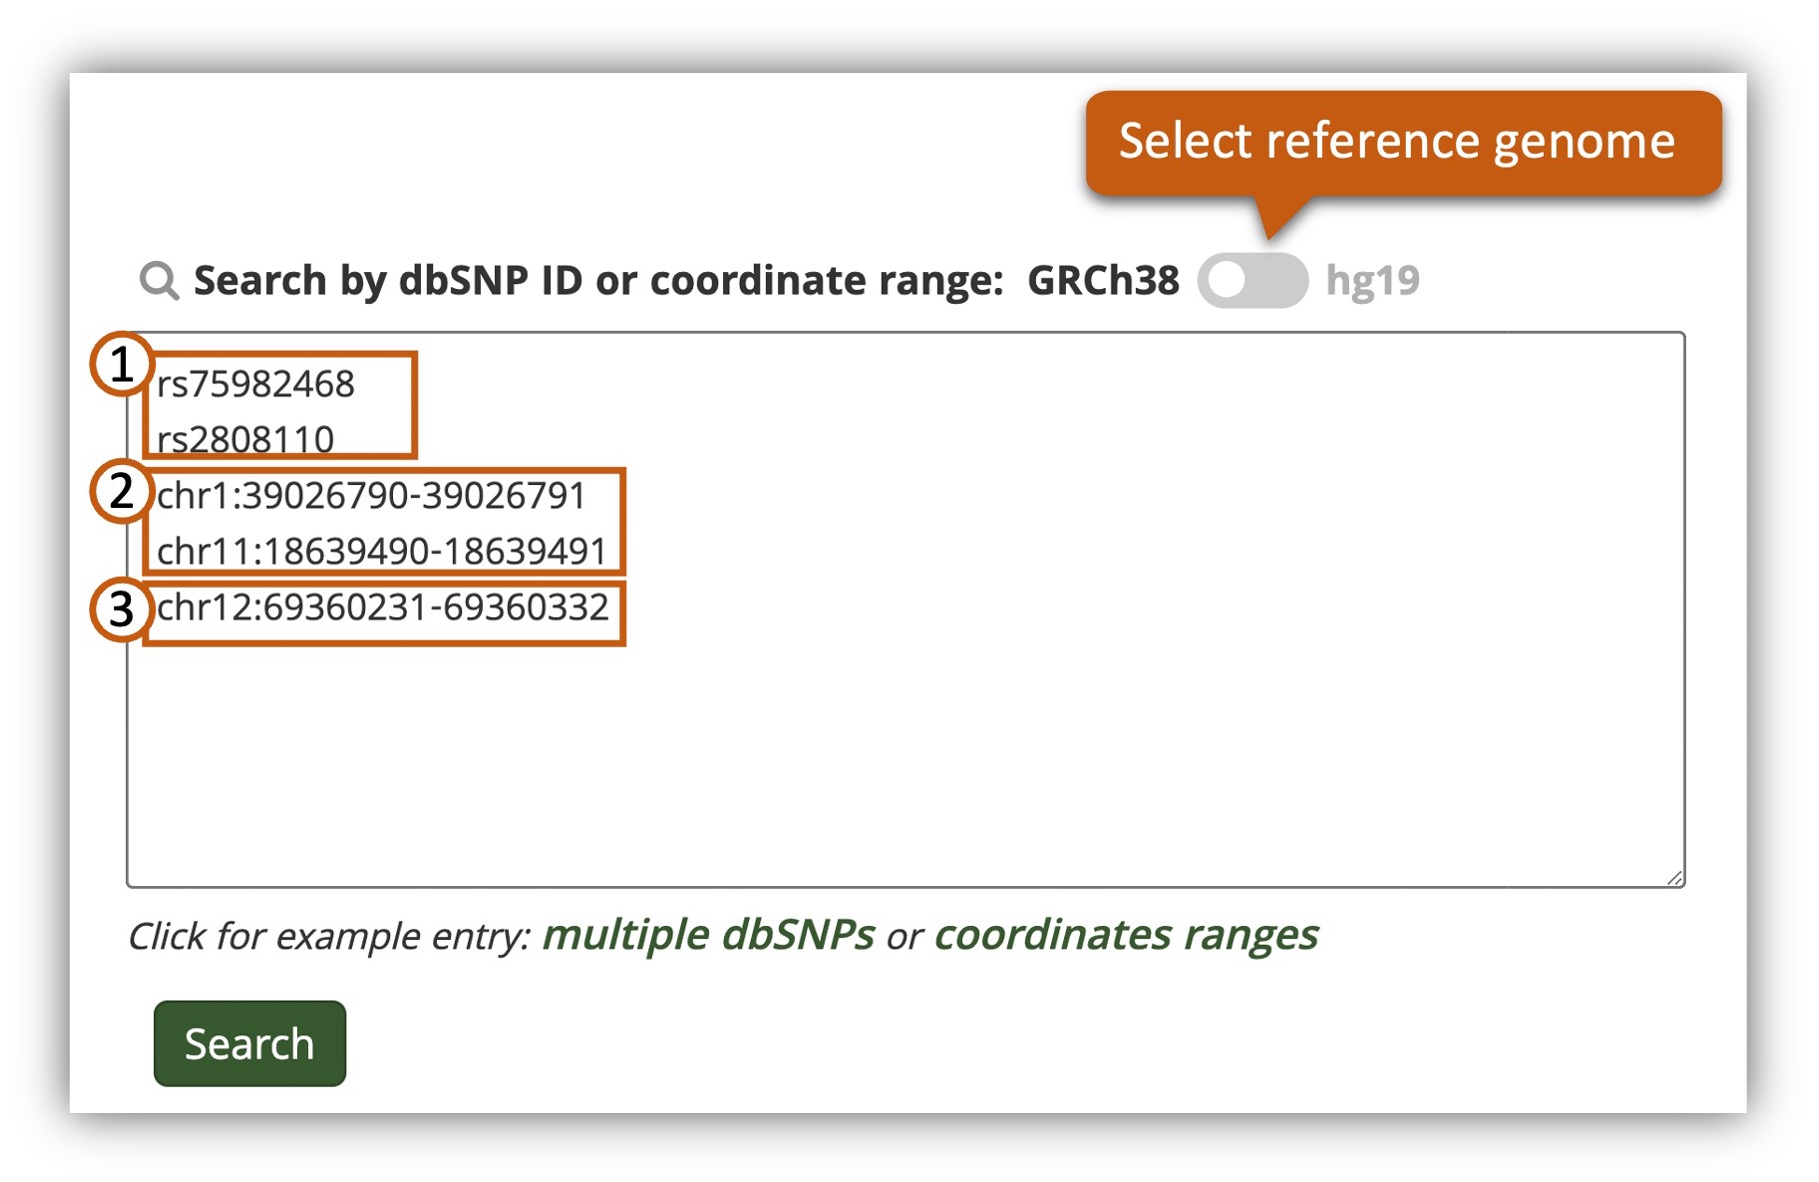 Select reference genome
Search by dbSNP ID or coordinate range: GRCh38 hg19
1
rs75982468
rs2808110
2
chr1:39026790-39026791
chr11:18639490-18639491
3
chr12:69360231-69360332
Click for example entry: multiple dbSNPs or coordinates ranges
Search